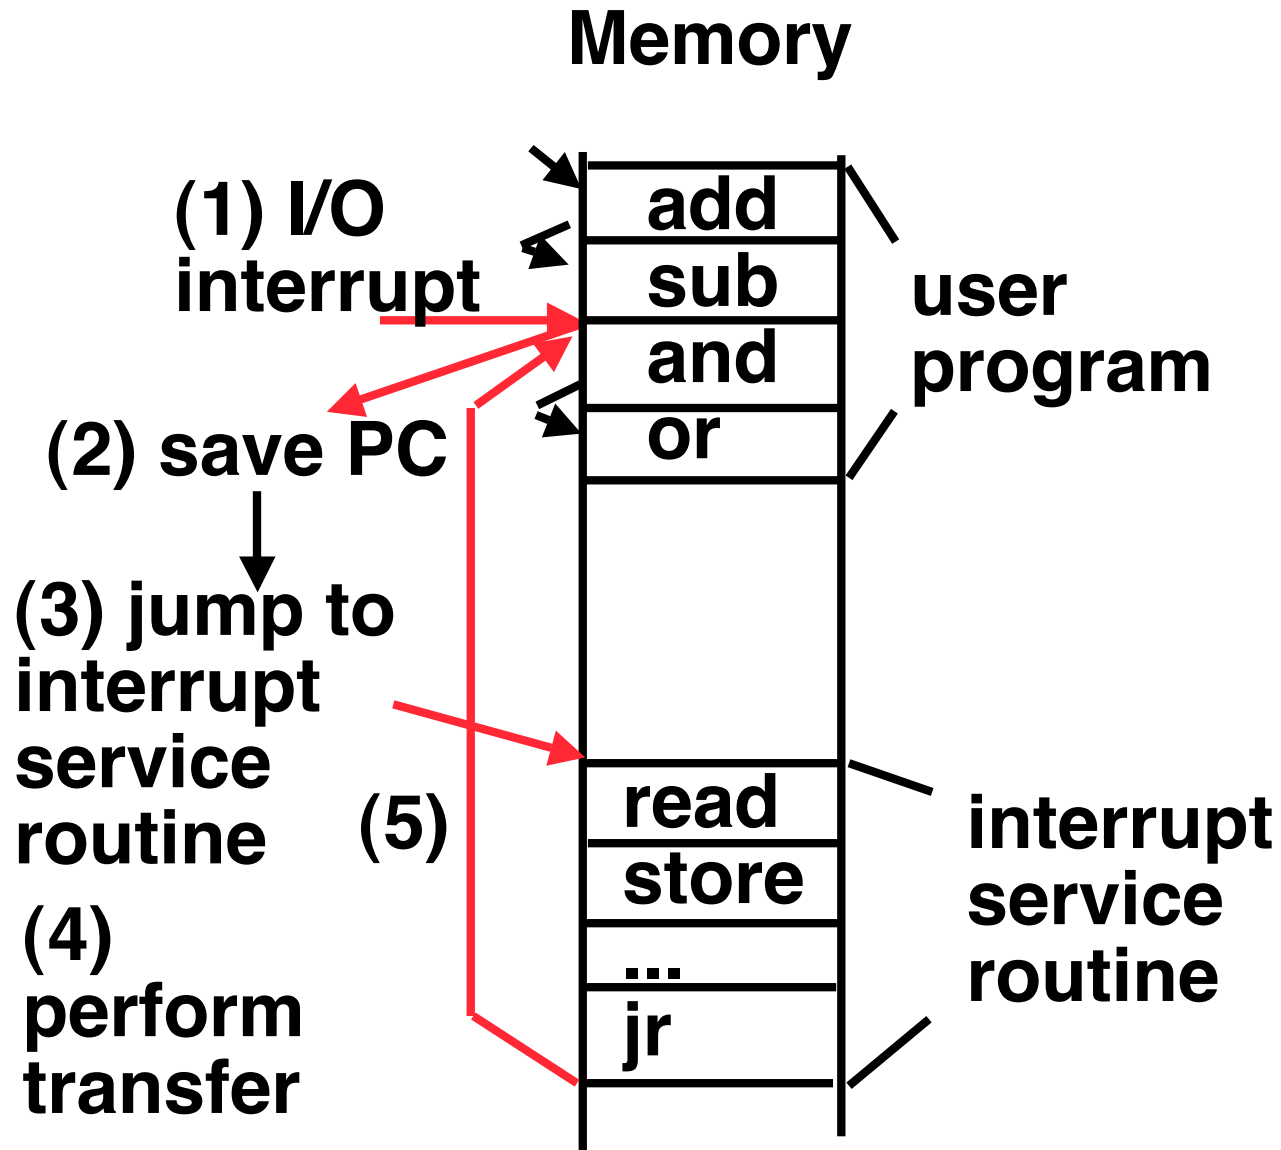 Memory
(1) I/O
interrupt
(2) save PC
(3) jump to
interrupt
service
routine
(4)
perform
transfer
(5)
add
sub
and
or
read
store
...
jr
user
program
interrupt
service
routine